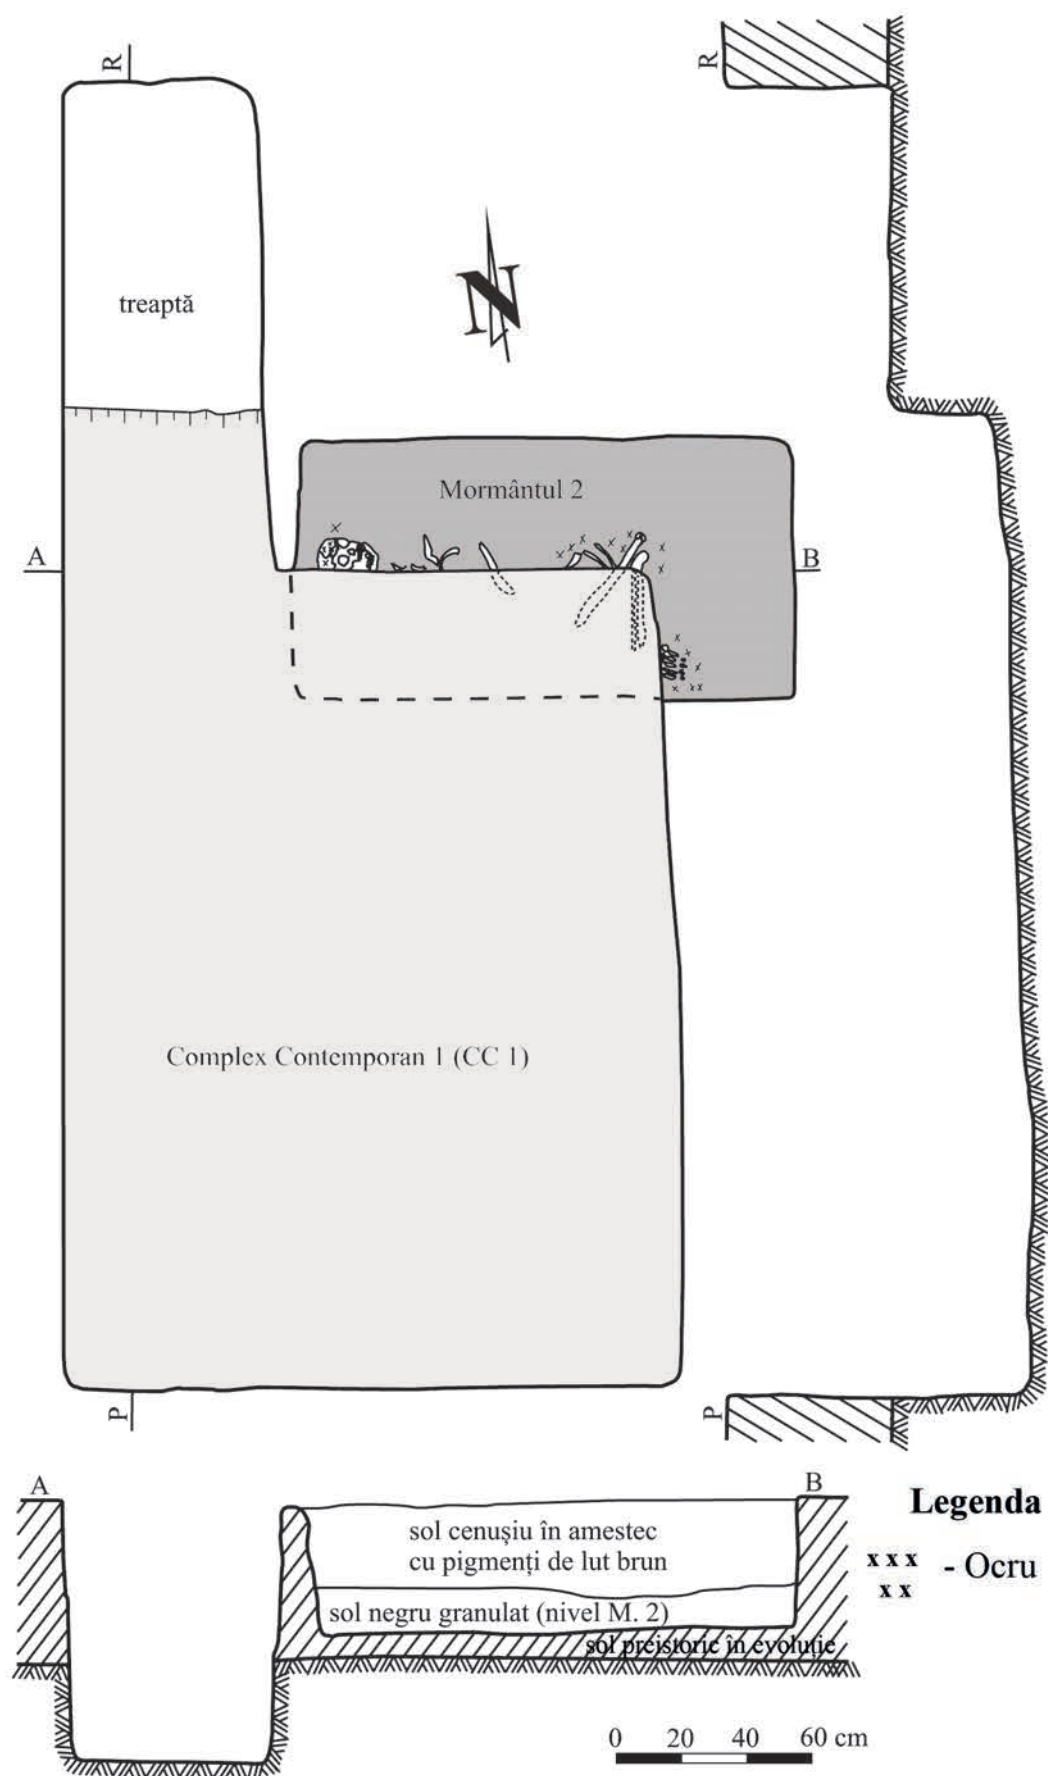 R
R
treaptă
N
Mormântul 2
A
B
Complex Contemporan 1 (CC 1)
P
P
A
B
Legenda
sol cenușiu în amestec
cu pigmenți de lut brun
x x x
x x
- Ocru
sol negru granulat (nivel M. 2)
sol preistoric în evoluție
0 20 40 60 cm